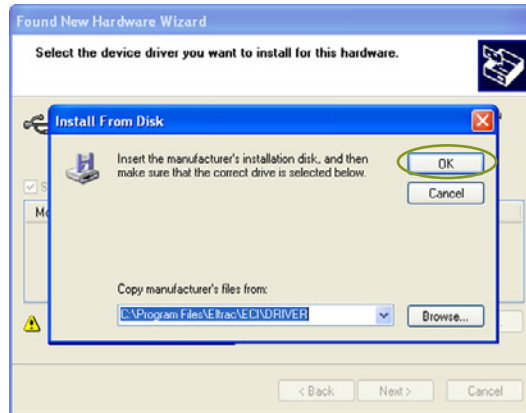 Found New Hardware Wizard
Select the device driver you want to install for this hardware.
Install From Disk
Insert the manufacturer's installation disk, and then
make sure that the correct drive is selected below.
OK
Cancel
Copy manufacturer's files from:
C:\Program Files\Eltrac\ECI\DRIVER
Browse...
< Back
Next >
Cancel